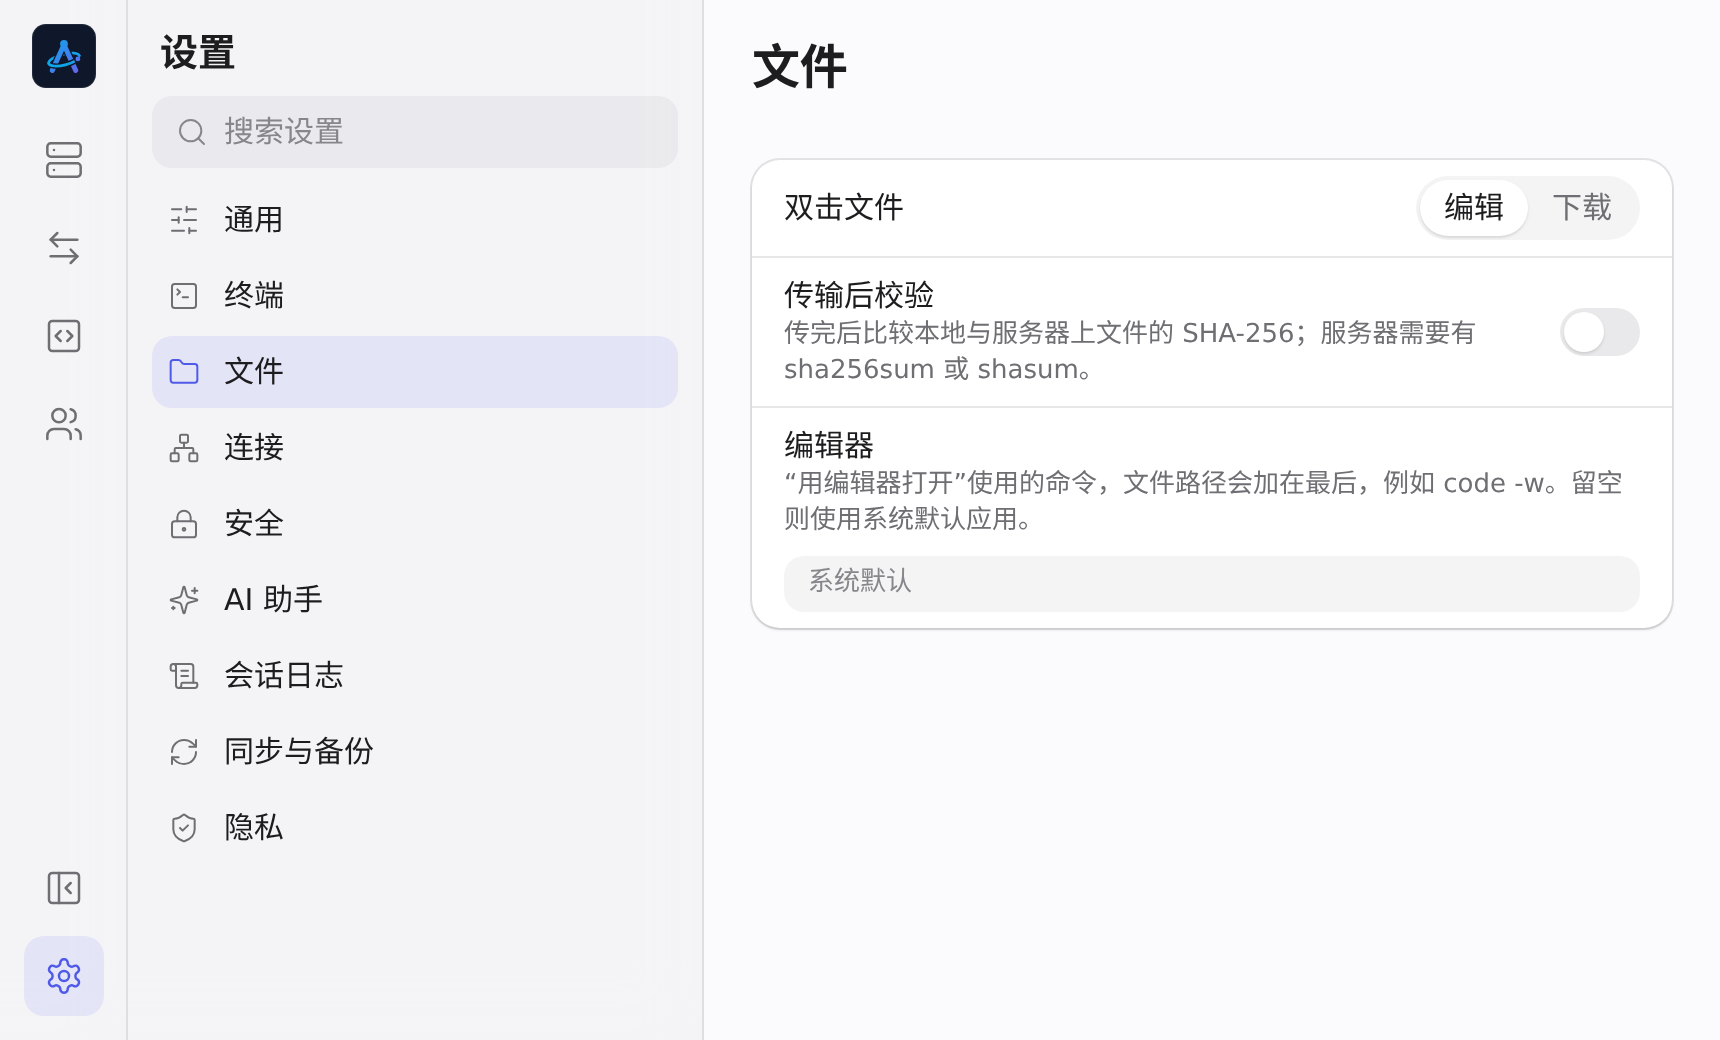 设置
搜索设置
通用
终端
文件
连接
安全
AI 助手
会话日志
同步与备份
隐私
文件
双击文件
编辑
下载
传输后校验
传完后比较本地与服务器上文件的 SHA-256；服务器需要有
sha256sum 或 shasum。
编辑器
“用编辑器打开”使用的命令，文件路径会加在最后，例如 code -w。留空
则使用系统默认应用。
系统默认